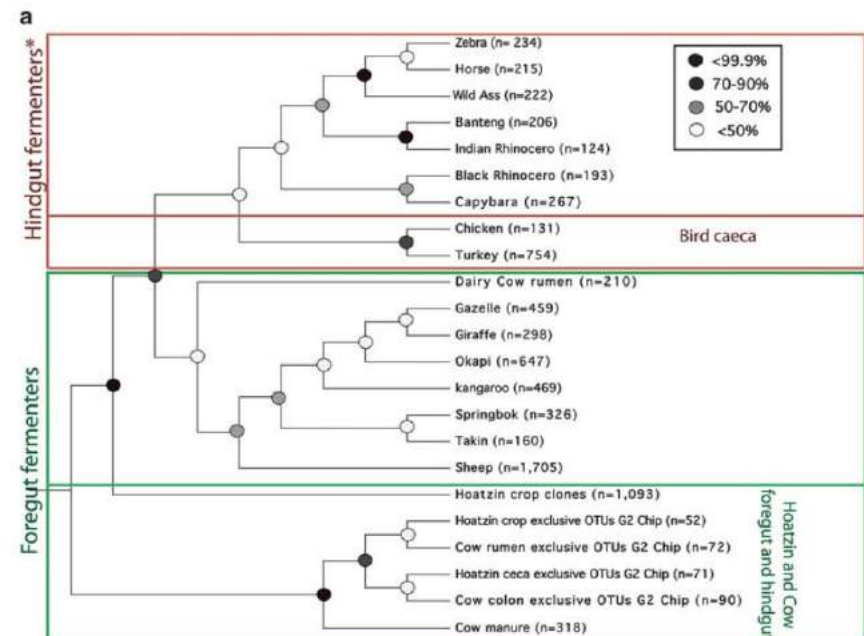 a
Hindgut fermenters*
Zebra (n= 234)
Horse (n=215)
Wild Ass (n=222)
Banteng (n=206)
Indian Rhinocero (n=124)
Black Rhinocero (n=193)
Capybara (n=267)
<99.9%
70-90%
50-70%
<50%
Chicken (n=131)
Turkey (n=754)
Bird caeca
Foregut fermenters
Dairy Cow rumen (n=210)
Gazelle (n=459)
Giraffe (n=298)
Okapi (n=647)
kangaroo (n=469)
Springbok (n=326)
Takin (n=160)
Sheep (n=1,705)
Hoatzin crop clones (n=1,093)
Hoatzin crop exclusive OTUs G2 Chip (n=52)
Cow rumen exclusive OTUs G2 Chip (n=72)
Hoatzin ceca exclusive OTUs G2 Chip (n=71)
Cow colon exclusive OTUs G2 Chip (n=90)
Cow manure (n=318)
Hoatzin and Cow
foregut and hindgut